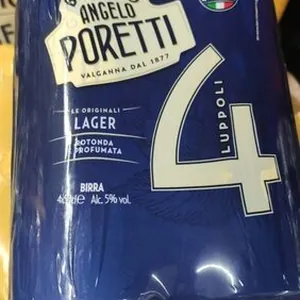 ANGELO
PORETTI
VALGANNA DAL 1877
LE ORIGINALI
LAGER
ROTONDA
PROFUMATA
4
LUPPOLI
BIRRA
Alc. 5% vol.